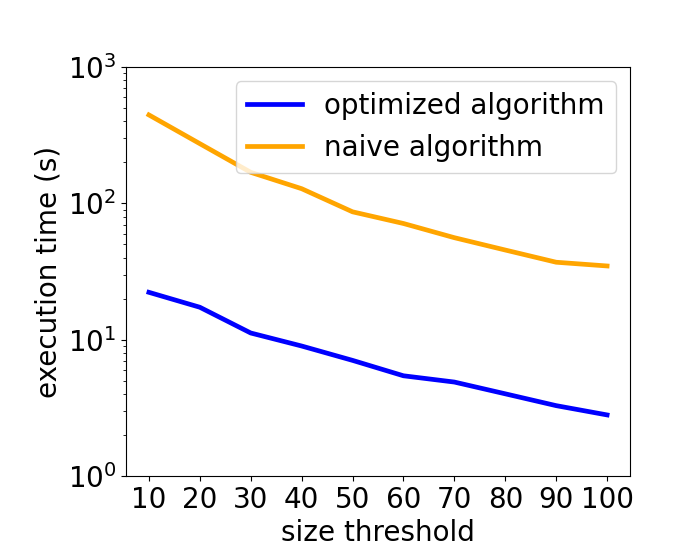 execution time (s)
10³
10²
10¹
10⁰
optimized algorithm
naive algorithm
10 20 30 40 50 60 70 80 90 100
size threshold